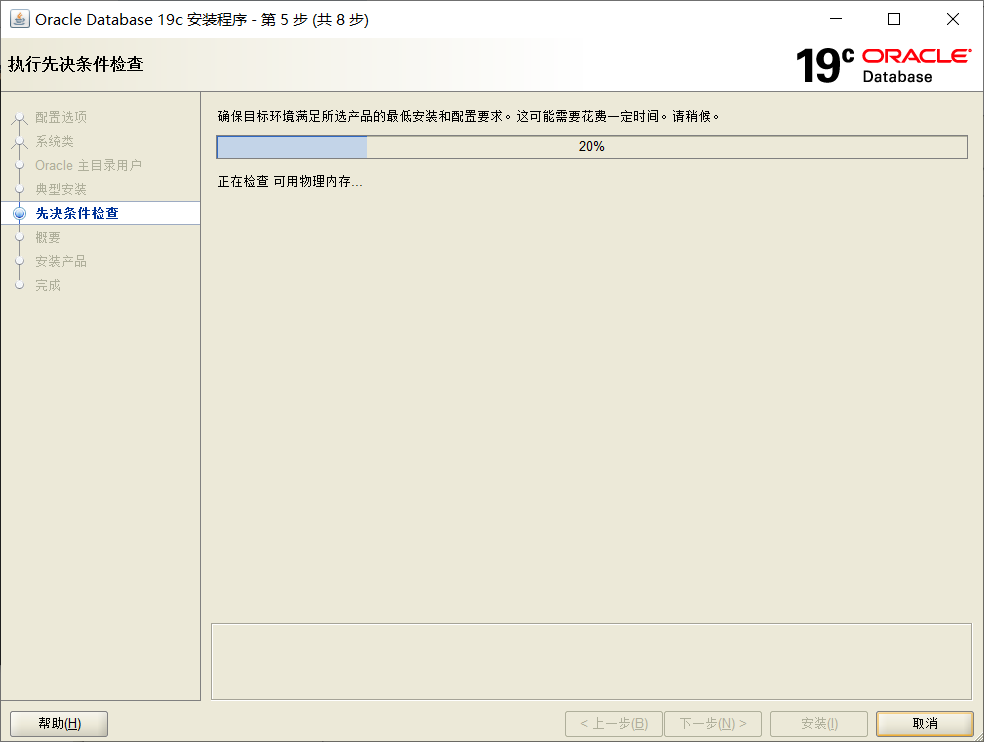 Oracle Database 19c 安装程序 - 第 5 步 (共 8 步)
执行先决条件检查
19c ORACLE
Database
配置选项
系统类
Oracle 主目录用户
典型安装
先决条件检查
概要
安装产品
完成
确保目标环境满足所选产品的最低安装和配置要求。这可能需要花费一定时间。请稍候。
20%
正在检查 可用物理内存...
帮助(H)
< 上一步(B)
下一步(N) >
安装(I)
取消